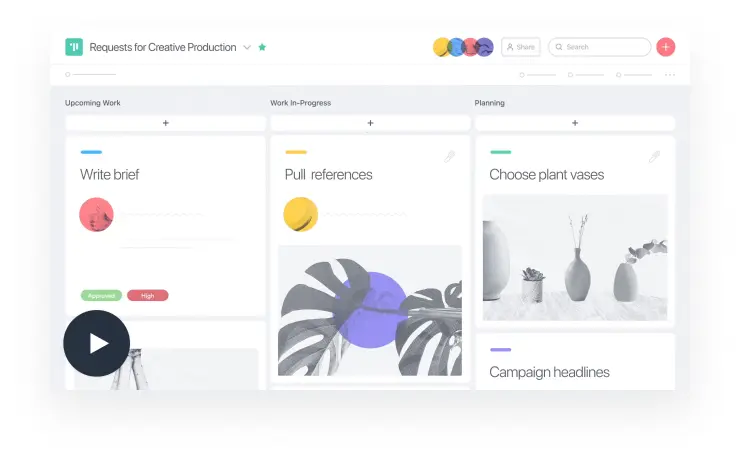 Requests for Creative Production
Share
Search
Upcoming Work
Work In-Progress
Planning
+
+
+
Write brief
Pull references
Choose plant vases
Approved
High
Campaign headlines